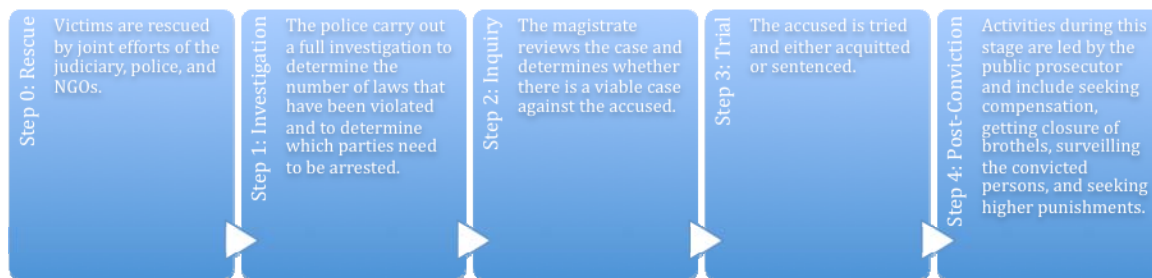 Step 0: Rescue
Victims are rescued
by joint efforts of the
judiciary, police, and
NGOs.
Step 1: Investigation
The police carry out
a full investigation to
determine the
number of laws that
have been violated
and to determine
which parties need
to be arrested.
Step 2: Inquiry
The magistrate
reviews the case and
determines whether
there is a viable case
against the accused.
Step 3: Trial
The accused is tried
and either acquitted
or sentenced.
Step 4: Post-Conviction
Activities during this
stage are led by the
public prosecutor
and include seeking
compensation,
getting closure of
brothels, surveilling
the convicted
persons, and seeking
higher punishments.